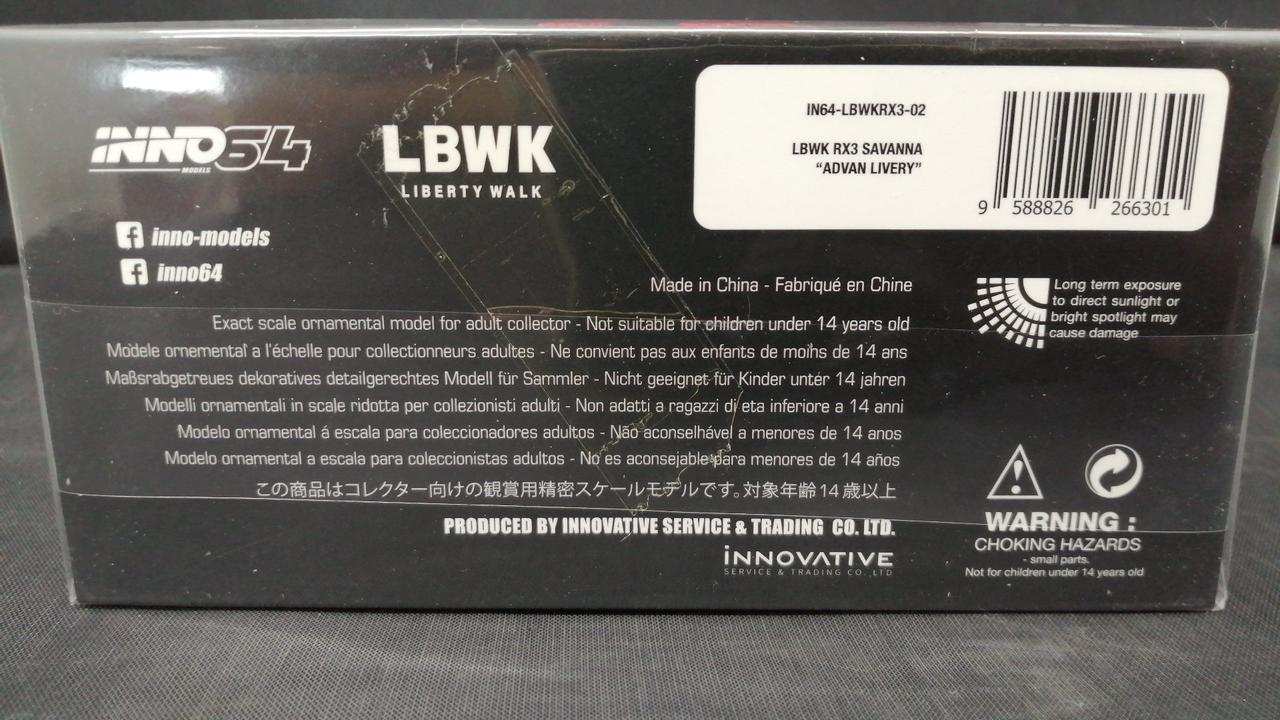 INNO64
MODELS
LBWK
LIBERTY WALK
inno-models
inno64
IN64-LBWKRX3-02
LBWK RX3 SAVANNA
“ADVAN LIVERY”
9 588826 266301
Made in China - Fabriqué en Chine
Exact scale ornamental model for adult collector - Not suitable for children under 14 years old
Modele ornemental a l'échelle pour collectionneurs adultes - Ne convient pas aux enfants de moihs de 14 ans
Maßsrabgetreues dekoratives detailgerechtes Modell für Sammler - Nicht geeignet für Kinder untér 14 jahren
Modelli ornamentali in scale ridotta per collezionisti adulti - Non adatti a ragazzi di eta inferiore a 14 anni
Modelo ornamental á escala para coleccionadores adultos - Não aconselhável a menores de 14 anos
Modelo ornamental a escala para coleccionistas adultos - No es aconsejable para menores de 14 años
この商品はコレクター向けの観賞用精密スケールモデルです。対象年齢14歳以上
PRODUCED BY INNOVATIVE SERVICE & TRADING CO. LTD.
INNOVATIVE
SERVICE & TRADING CO.,LTD
Long term exposure
to direct sunlight or
bright spotlight may
cause damage
WARNING :
CHOKING HAZARDS
- small parts.
Not for children under 14 years old